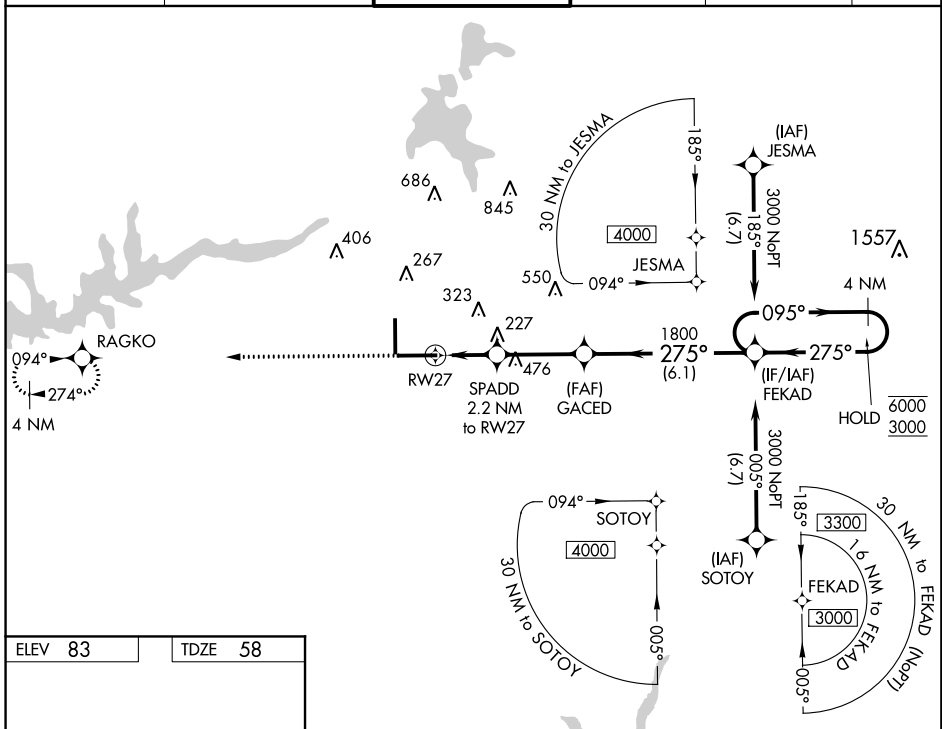 30 NM to JESMA
185°
4000
JESMA
094°
(IAF)
JESMA
3000 NoPT
185°
(6.7)
686
845
406
267
550
323
227
476
1557
4 NM
095°
275°
HOLD
6000
3000
RAGKO
094°
274°
4 NM
RW27
SPADD
2.2 NM
to RW27
(FAF)
GACED
1800
275°
(6.1)
(IF/IAF)
FEKAD
3000 NoPT
005°
(6.7)
(IAF)
SOTOY
094°
SOTOY
4000
30 NM to SOTOY
005°
185°
3300
30 NM to FEKAD (NoPT)
FEKAD
16 NM to FEKAD
3000
005°
ELEV 83
TDZE 58